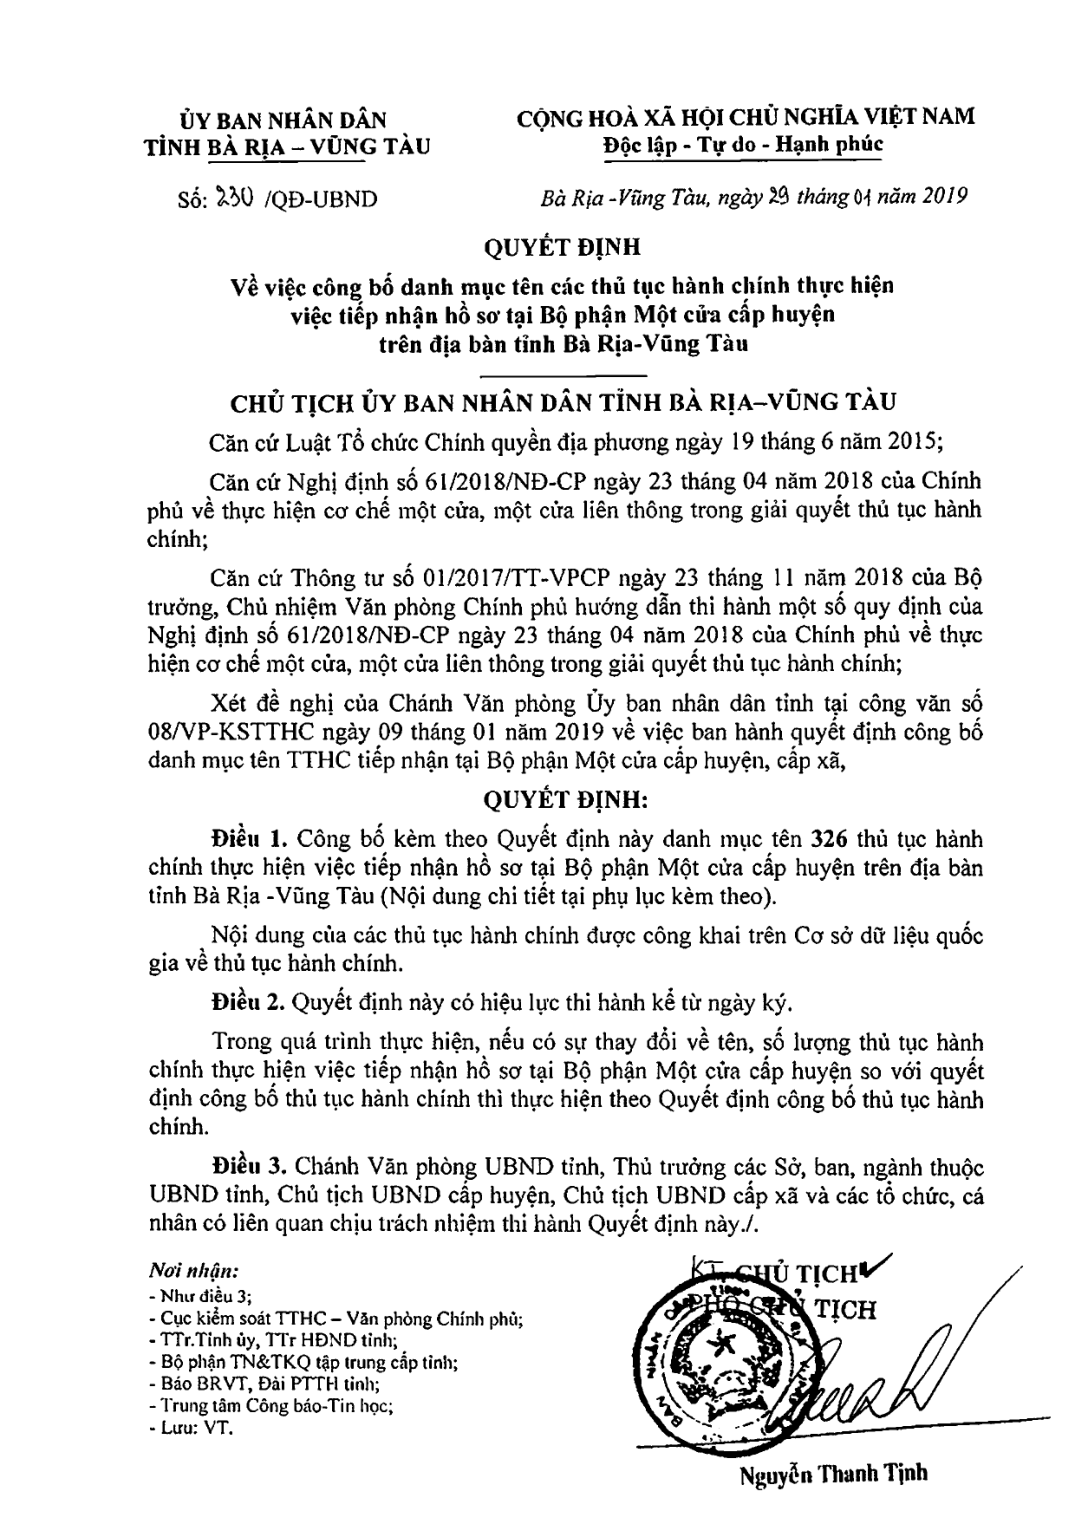 ỦY BAN NHÂN DÂN
TỈNH BÀ RỊA – VŨNG TÀU
CỘNG HOÀ XÃ HỘI CHỦ NGHĨA VIỆT NAM
Độc lập - Tự do - Hạnh phúc
Số: 230 /QĐ-UBND
Bà Rịa -Vũng Tàu, ngày 29 tháng 01 năm 2019
QUYẾT ĐỊNH
Về việc công bố danh mục tên các thủ tục hành chính thực hiện
việc tiếp nhận hồ sơ tại Bộ phận Một cửa cấp huyện
trên địa bàn tỉnh Bà Rịa-Vũng Tàu
CHỦ TỊCH ỦY BAN NHÂN DÂN TỈNH BÀ RỊA–VŨNG TÀU
Căn cứ Luật Tổ chức Chính quyền địa phương ngày 19 tháng 6 năm 2015;
Căn cứ Nghị định số 61/2018/NĐ-CP ngày 23 tháng 04 năm 2018 của Chính
phủ về thực hiện cơ chế một cửa, một cửa liên thông trong giải quyết thủ tục hành
chính;
Căn cứ Thông tư số 01/2017/TT-VPCP ngày 23 tháng 11 năm 2018 của Bộ
trưởng, Chủ nhiệm Văn phòng Chính phủ hướng dẫn thi hành một số quy định của
Nghị định số 61/2018/NĐ-CP ngày 23 tháng 04 năm 2018 của Chính phủ về thực
hiện cơ chế một cửa, một cửa liên thông trong giải quyết thủ tục hành chính;
Xét đề nghị của Chánh Văn phòng Ủy ban nhân dân tỉnh tại công văn số
08/VP-KSTTHC ngày 09 tháng 01 năm 2019 về việc ban hành quyết định công bố
danh mục tên TTHC tiếp nhận tại Bộ phận Một cửa cấp huyện, cấp xã,
QUYẾT ĐỊNH:
Điều 1. Công bố kèm theo Quyết định này danh mục tên 326 thủ tục hành
chính thực hiện việc tiếp nhận hồ sơ tại Bộ phận Một cửa cấp huyện trên địa bàn
tỉnh Bà Rịa -Vũng Tàu (Nội dung chi tiết tại phụ lục kèm theo).
Nội dung của các thủ tục hành chính được công khai trên Cơ sở dữ liệu quốc
gia về thủ tục hành chính.
Điều 2. Quyết định này có hiệu lực thi hành kể từ ngày ký.
Trong quá trình thực hiện, nếu có sự thay đổi về tên, số lượng thủ tục hành
chính thực hiện việc tiếp nhận hồ sơ tại Bộ phận Một cửa cấp huyện so với quyết
định công bố thủ tục hành chính thì thực hiện theo Quyết định công bố thủ tục hành
chính.
Điều 3. Chánh Văn phòng UBND tỉnh, Thủ trưởng các Sở, ban, ngành thuộc
UBND tỉnh, Chủ tịch UBND cấp huyện, Chủ tịch UBND cấp xã và các tổ chức, cá
nhân có liên quan chịu trách nhiệm thi hành Quyết định này./.
Nơi nhận:
- Như điều 3;
- Cục kiểm soát TTHC – Văn phòng Chính phủ;
- TTr.Tỉnh ủy, TTr HĐND tỉnh;
- Bộ phận TN&TKQ tập trung cấp tỉnh;
- Báo BRVT, Đài PTTH tỉnh;
- Trung tâm Công báo-Tin học;
- Lưu: VT.
KT. CHỦ TỊCH
PHÓ CHỦ TỊCH
BAN NHÂN DÂN
Nguyễn Thanh Tịnh